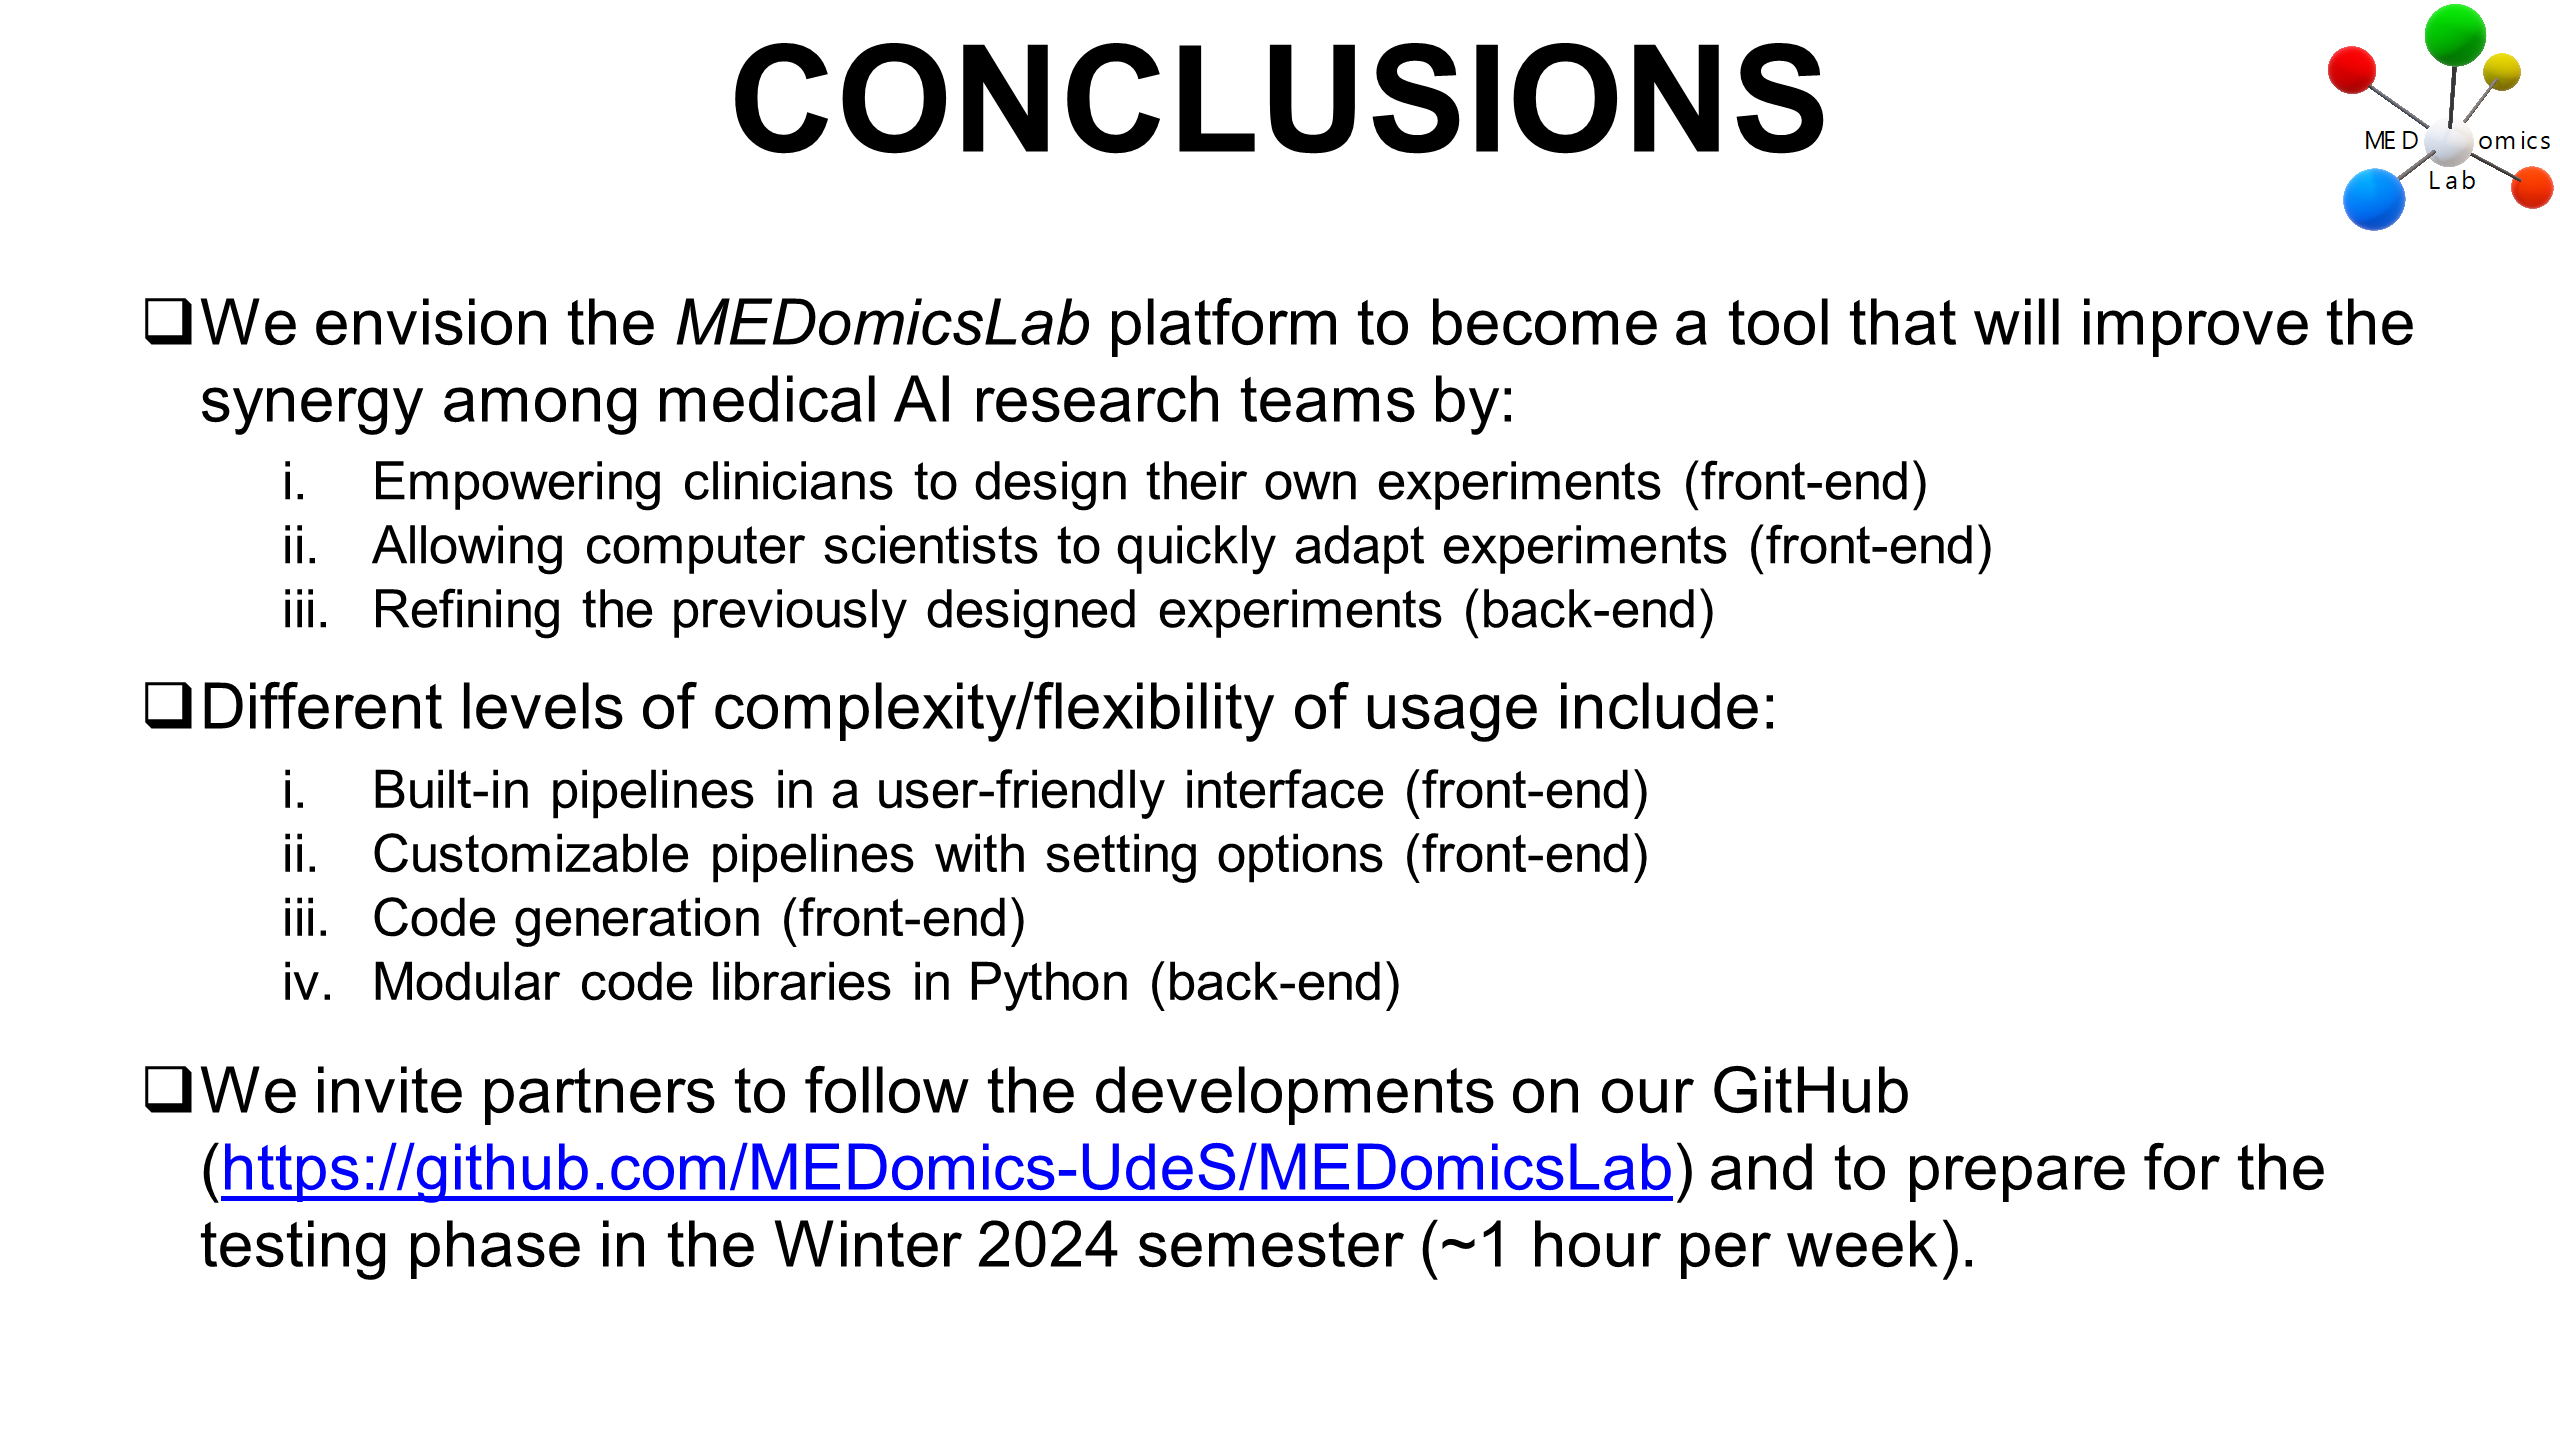 CONCLUSIONS
MEDomics
Lab
We envision the MEDomicsLab platform to become a tool that will improve the
synergy among medical AI research teams by:
i. Empowering clinicians to design their own experiments (front-end)
ii. Allowing computer scientists to quickly adapt experiments (front-end)
iii. Refining the previously designed experiments (back-end)
Different levels of complexity/flexibility of usage include:
i. Built-in pipelines in a user-friendly interface (front-end)
ii. Customizable pipelines with setting options (front-end)
iii. Code generation (front-end)
iv. Modular code libraries in Python (back-end)
We invite partners to follow the developments on our GitHub
(https://github.com/MEDomics-UdeS/MEDomicsLab) and to prepare for the
testing phase in the Winter 2024 semester (~1 hour per week).